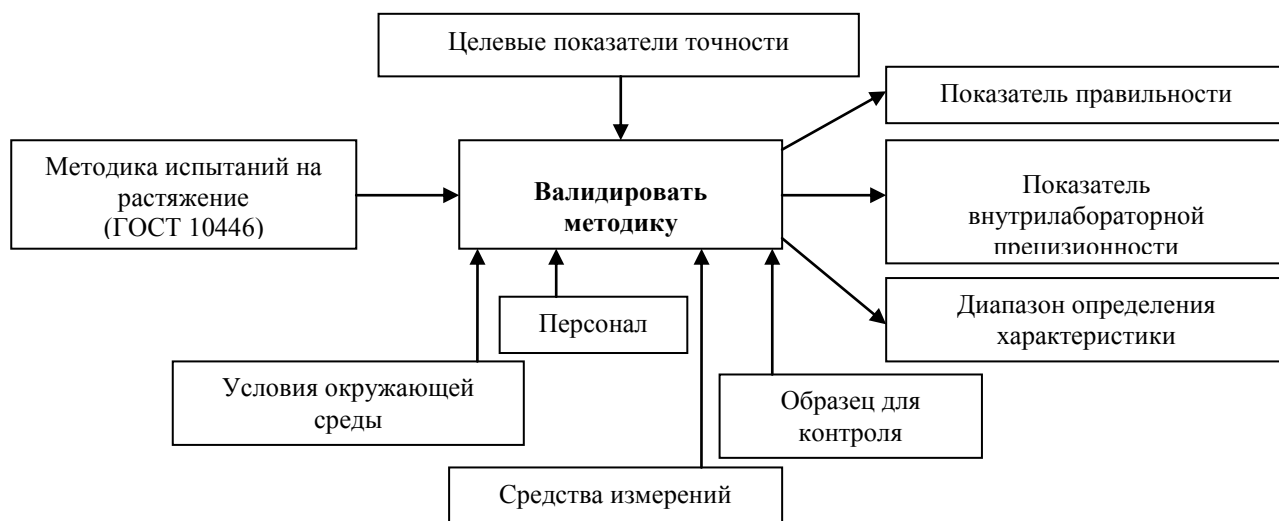 Целевые показатели точности
Показатель правильности
Методика испытаний на
растяжение
(ГОСТ 10446)
Валидировать
методику
Показатель
внутрилабораторной
прецизионности
Диапазон определения
характеристики
Персонал
Условия окружающей
среды
Образец для
контроля
Средства измерений